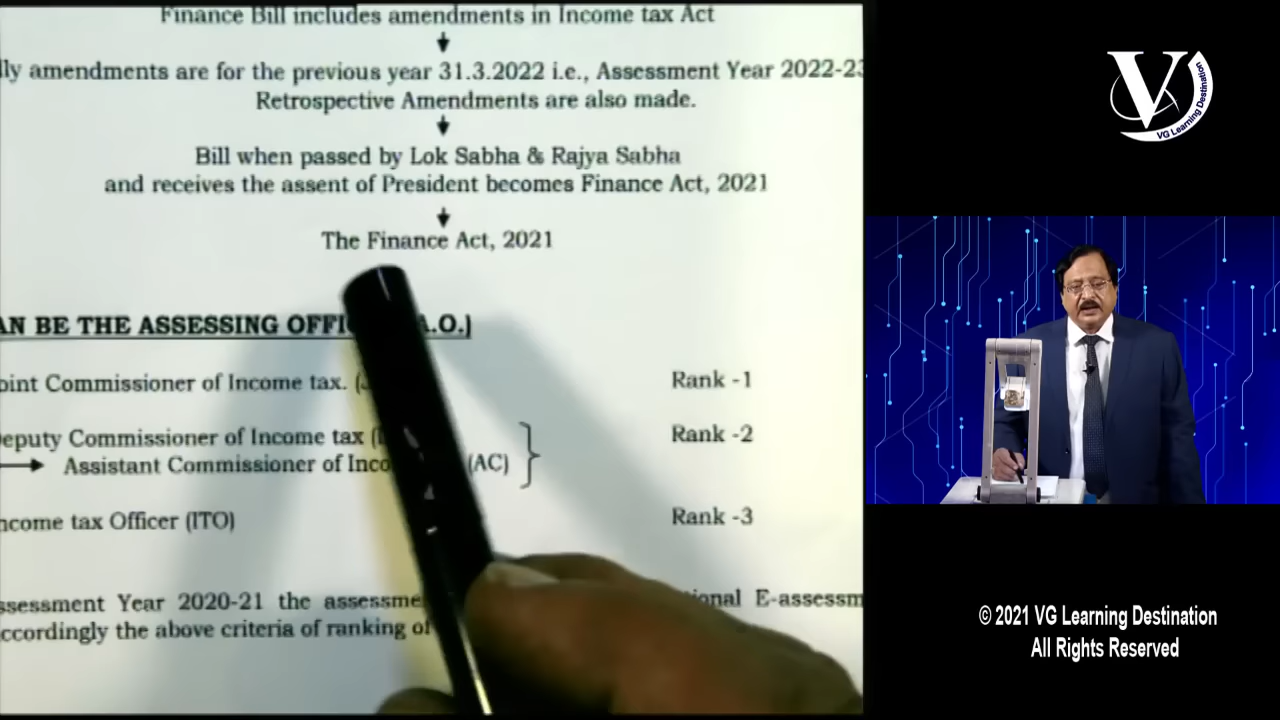 Finance Bill includes amendments in Income tax Act
lly amendments are for the previous year 31.3.2022 i.e., Assessment Year 2022-23
Retrospective Amendments are also made.
Bill when passed by Lok Sabha & Rajya Sabha
and receives the assent of President becomes Finance Act, 2021
The Finance Act, 2021
AN BE THE ASSESSING OFFI A.O.]
oint Commissioner of Income tax. (J Rank -1
eputy Commissioner of Income tax ( Rank -2
Assistant Commissioner of Inco (AC)
ncome tax Officer (ITO) Rank -3
ssessment Year 2020-21 the assessme ional E-assessm
ccordingly the above criteria of ranking of
V
VG Learning Destination
© 2021 VG Learning Destination
All Rights Reserved